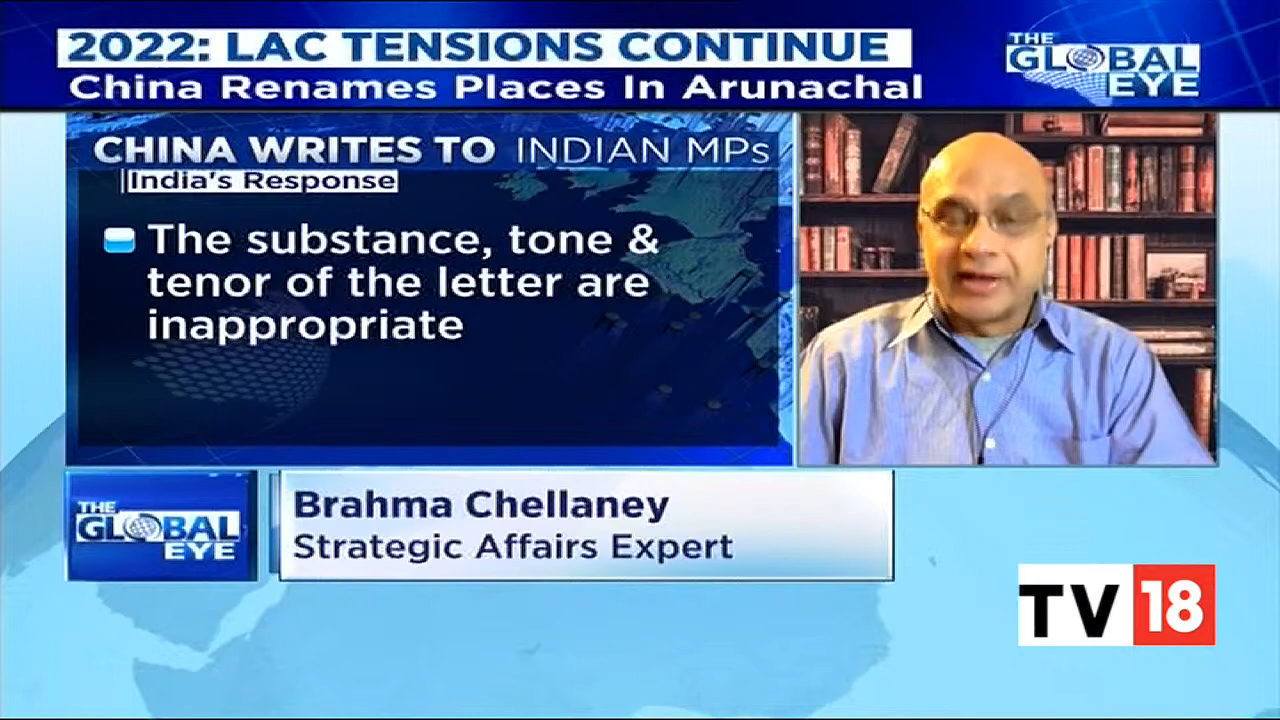 2022: LAC TENSIONS CONTINUE
China Renames Places In Arunachal
THE
GLOBAL
EYE
CHINA WRITES TO INDIAN MPs
India's Response
The substance, tone &
tenor of the letter are
inappropriate
THE
GLOBAL
EYE
Brahma Chellaney
Strategic Affairs Expert
TV18